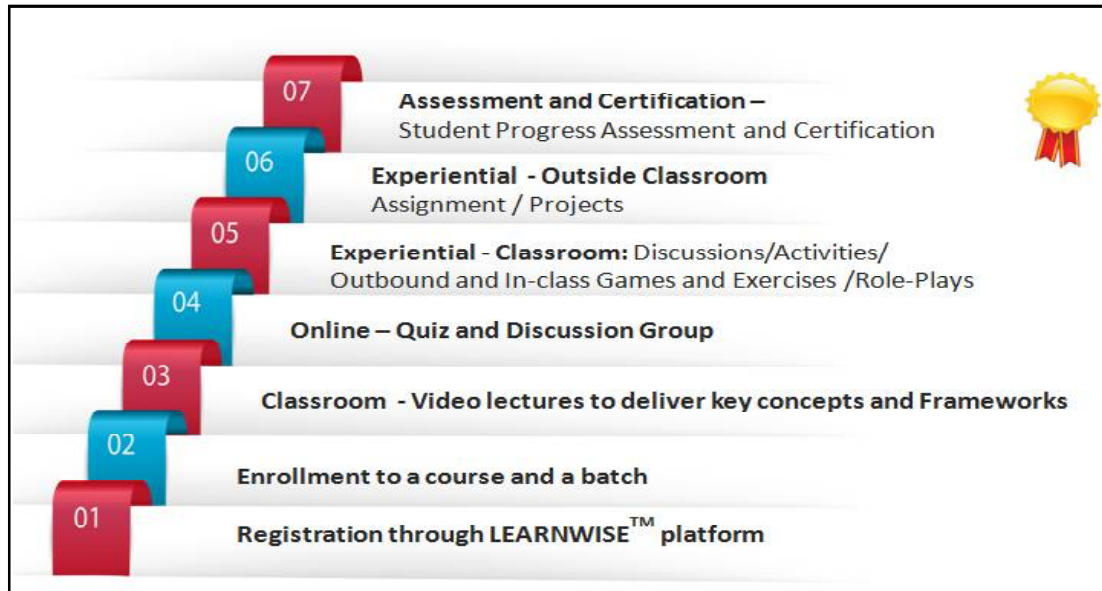 07
Assessment and Certification –
Student Progress Assessment and Certification
06
Experiential - Outside Classroom
Assignment / Projects
05
Experiential - Classroom: Discussions/Activities/
Outbound and In-class Games and Exercises /Role-Plays
04
Online – Quiz and Discussion Group
03
Classroom - Video lectures to deliver key concepts and Frameworks
02
Enrollment to a course and a batch
01
Registration through LEARNWISE™ platform